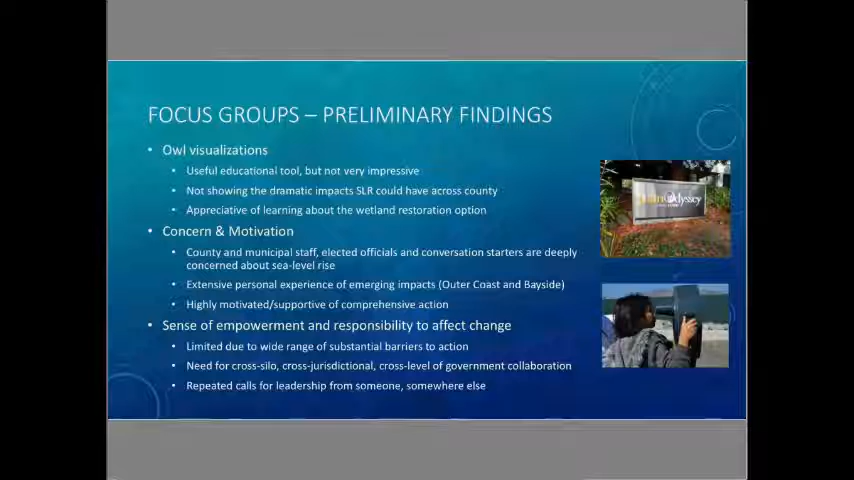 FOCUS GROUPS – PRELIMINARY FINDINGS
• Owl visualizations
• Useful educational tool, but not very impressive
• Not showing the dramatic impacts SLR could have across county
• Appreciative of learning about the wetland restoration option
• Concern & Motivation
• County and municipal staff, elected officials and conversation starters are deeply
concerned about sea-level rise
• Extensive personal experience of emerging impacts (Outer Coast and Bayside)
• Highly motivated/supportive of comprehensive action
• Sense of empowerment and responsibility to affect change
• Limited due to wide range of substantial barriers to action
• Need for cross-silo, cross-jurisdictional, cross-level of government collaboration
• Repeated calls for leadership from someone, somewhere else